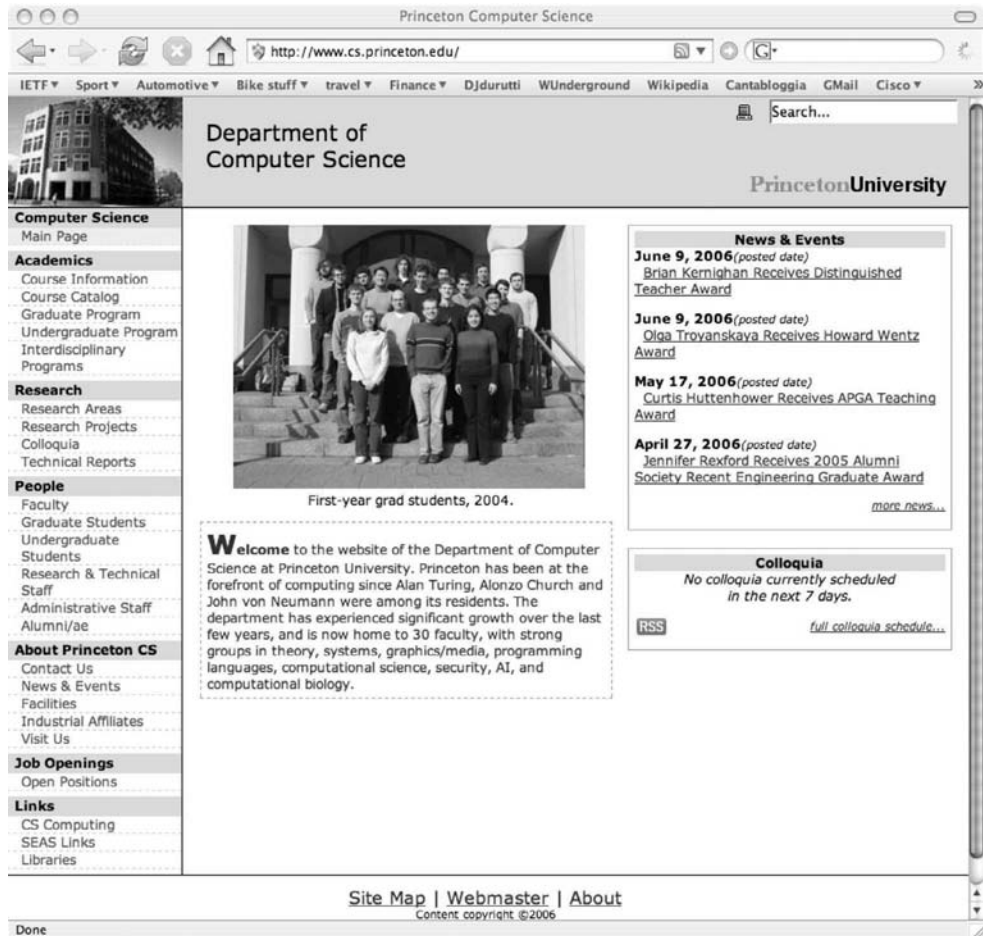 Princeton Computer Science
http://www.cs.princeton.edu/
G
IETF Sport Automotive Bike stuff travel Finance DJdurutti WUnderground Wikipedia Cantabloggia GMail Cisco »
Search...
Department of
Computer Science
PrincetonUniversity
Computer Science
Main Page
Academics
Course Information
Course Catalog
Graduate Program
Undergraduate Program
Interdisciplinary
Programs
Research
Research Areas
Research Projects
Colloquia
Technical Reports
People
Faculty
Graduate Students
Undergraduate
Students
Research & Technical
Staff
Administrative Staff
Alumni/ae
About Princeton CS
Contact Us
News & Events
Facilities
Industrial Affiliates
Visit Us
Job Openings
Open Positions
Links
CS Computing
SEAS Links
Libraries
First-year grad students, 2004.
Welcome to the website of the Department of Computer
Science at Princeton University. Princeton has been at the
forefront of computing since Alan Turing, Alonzo Church and
John von Neumann were among its residents. The
department has experienced significant growth over the last
few years, and is now home to 30 faculty, with strong
groups in theory, systems, graphics/media, programming
languages, computational science, security, AI, and
computational biology.
News & Events
June 9, 2006(posted date)
Brian Kernighan Receives Distinguished
Teacher Award
June 9, 2006(posted date)
Olga Troyanskaya Receives Howard Wentz
Award
May 17, 2006(posted date)
Curtis Huttenhower Receives APGA Teaching
Award
April 27, 2006(posted date)
Jennifer Rexford Receives 2005 Alumni
Society Recent Engineering Graduate Award
more news...
Colloquia
No colloquia currently scheduled
in the next 7 days.
RSS full colloquia schedule...
Site Map | Webmaster | About
Content copyright ©2006
Done